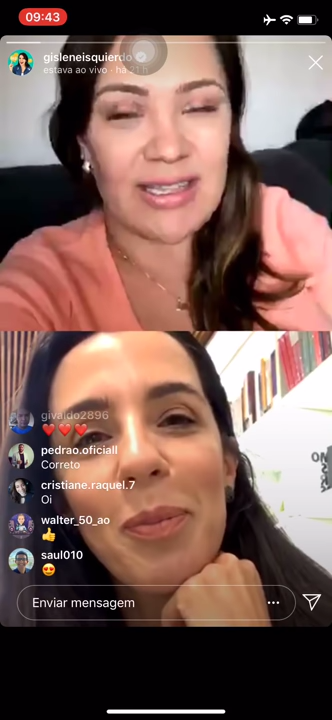 09:43
gisleneisquierdo
estava ao vivo · há 21 h
givaldo2896
❤️❤️❤️
pedrao.oficiall
Correto
cristiane.raquel.7
Oi
walter_50_ao
👍
saul010
😍
ON
Enviar mensagem